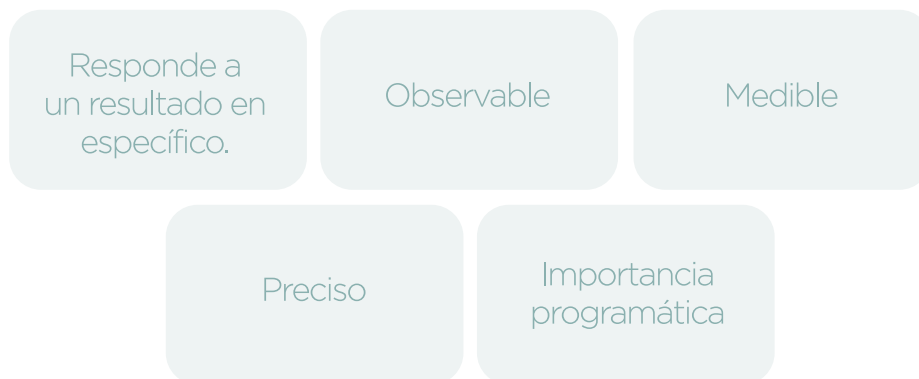 Responde a
un resultado en
específico.
Observable
Medible
Preciso
Importancia
programática